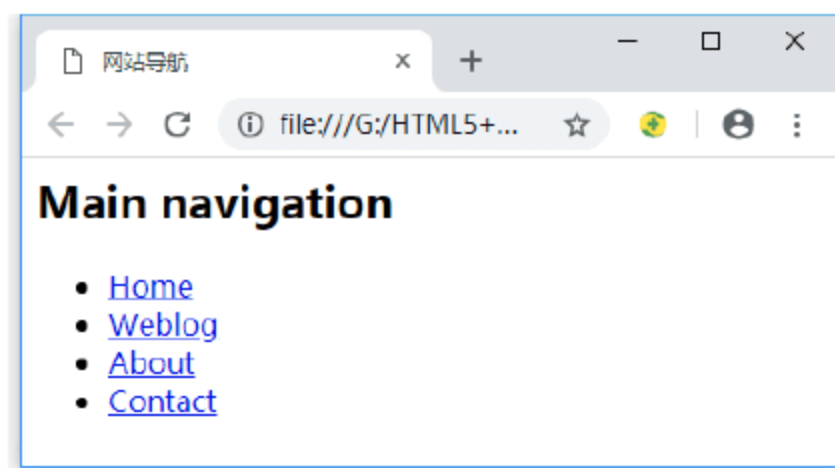 网站导航
file:///G:/HTML5+...
Main navigation
Home
Weblog
About
Contact